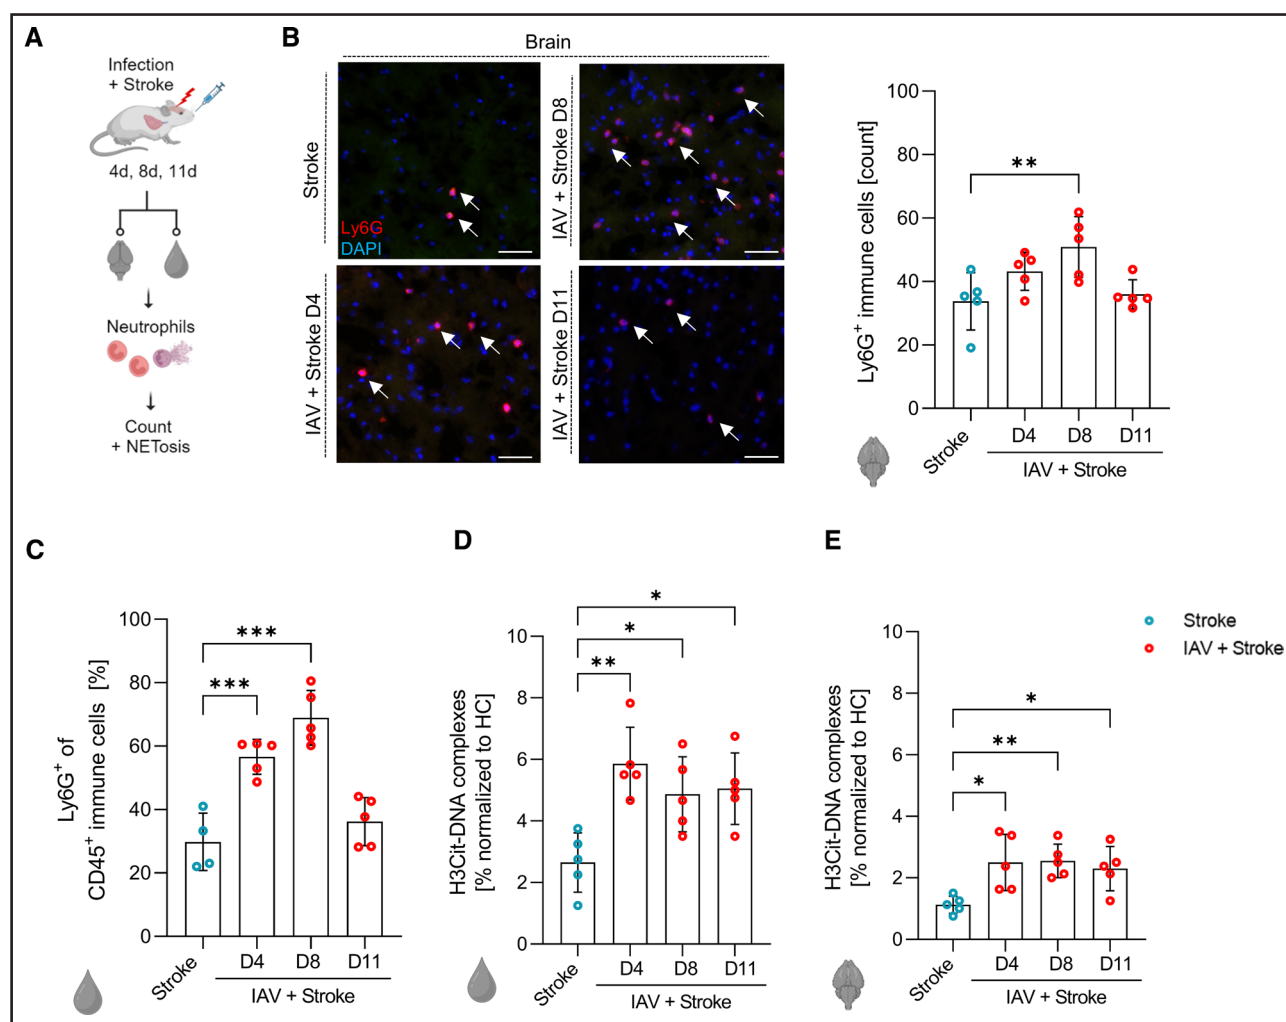 A
Infection
+ Stroke
4d, 8d, 11d
Neutrophils
Count
+ NETosis
B
Brain
Stroke
Ly6G
DAPI
IAV + Stroke D8
IAV + Stroke D4
IAV + Stroke D11
Ly6G⁺ immune cells [count]
100
80
60
40
20
0
**
Stroke
D4
D8
D11
IAV + Stroke
C
Ly6G⁺ of
CD45⁺ immune cells [%]
100
80
60
40
20
0
***
***
Stroke
D4
D8
D11
IAV + Stroke
D
H3Cit-DNA complexes
[% normalized to HC]
10
8
6
4
2
0
*
*
**
Stroke
D4
D8
D11
IAV + Stroke
E
H3Cit-DNA complexes
[% normalized to HC]
10
8
6
4
2
0
*
**
*
Stroke
D4
D8
D11
IAV + Stroke
Stroke
IAV + Stroke